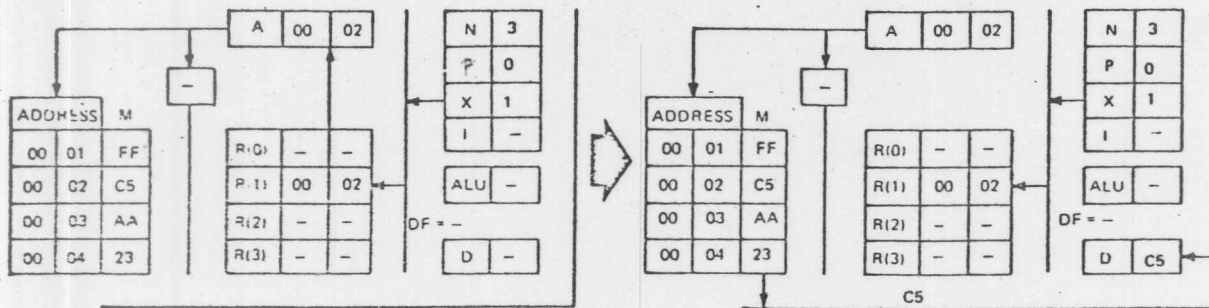 A 00 02
N 3
P 0
X 1
I –
–
ADDRESS M
00 01 FF
00 02 C5
00 03 AA
00 04 23
R(0) – –
R(1) 00 02
R(2) – –
R(3) – –
ALU –
DF = –
D –
A 00 02
N 3
P 0
X 1
I –
–
ADDRESS M
00 01 FF
00 02 C5
00 03 AA
00 04 23
R(0) – –
R(1) 00 02
R(2) – –
R(3) – –
ALU –
DF = –
D C5
C5